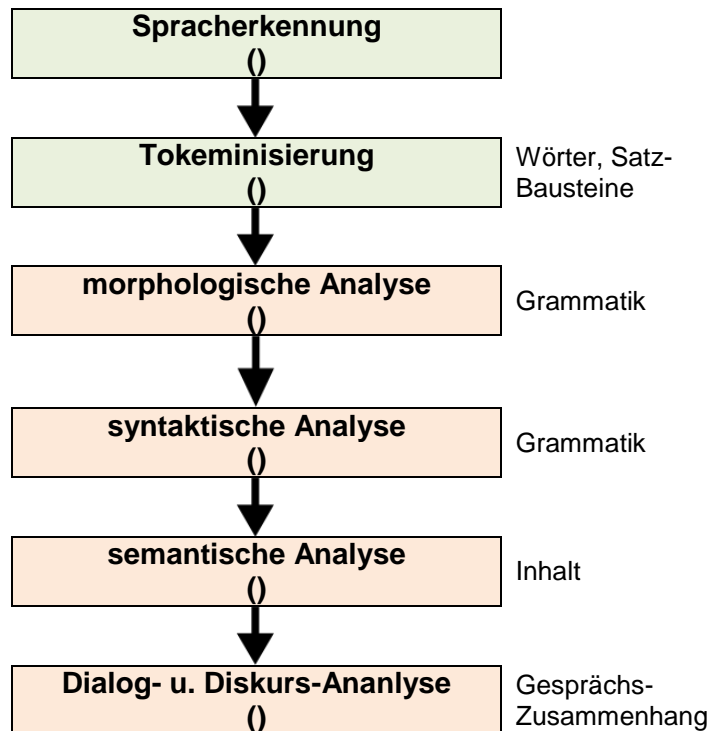 Spracherkennung
()
Tokeminisierung
()
Wörter, Satz-
Bausteine
morphologische Analyse
()
Grammatik
syntaktische Analyse
()
Grammatik
semantische Analyse
()
Inhalt
Dialog- u. Diskurs-Ananlyse
()
Gesprächs-
Zusammenhang